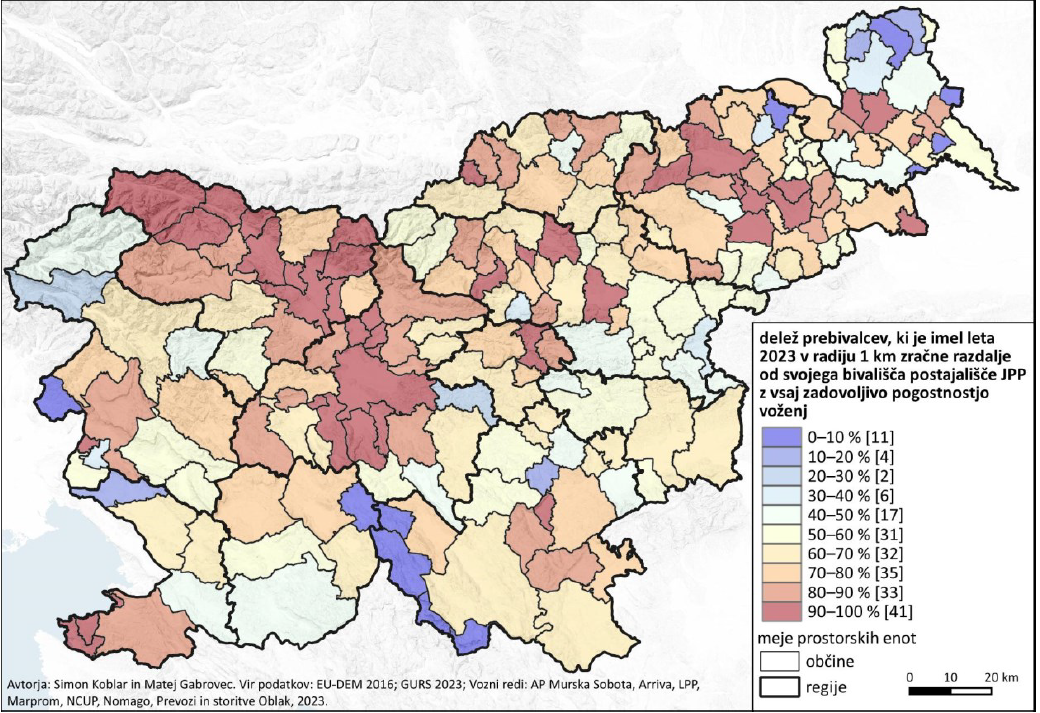 delež prebivalcev, ki je imel leta
2023 v radiju 1 km zračne razdalje
od svojega bivališča postajališče JPP
z vsaj zadovoljivo pogostnostjo
voženj
0–10 % [11]
10–20 % [4]
20–30 % [2]
30–40 % [6]
40–50 % [17]
50–60 % [31]
60–70 % [32]
70–80 % [35]
80–90 % [33]
90–100 % [41]
meje prostorskih enot
občine
regije
0 10 20 km
Avtorja: Simon Koblar in Matej Gabrovec. Vir podatkov: EU-DEM 2016; GURS 2023; Vozni redi: AP Murska Sobota, Arriva, LPP,
Marprom, NCUP, Nomago, Prevozi in storitve Oblak, 2023.